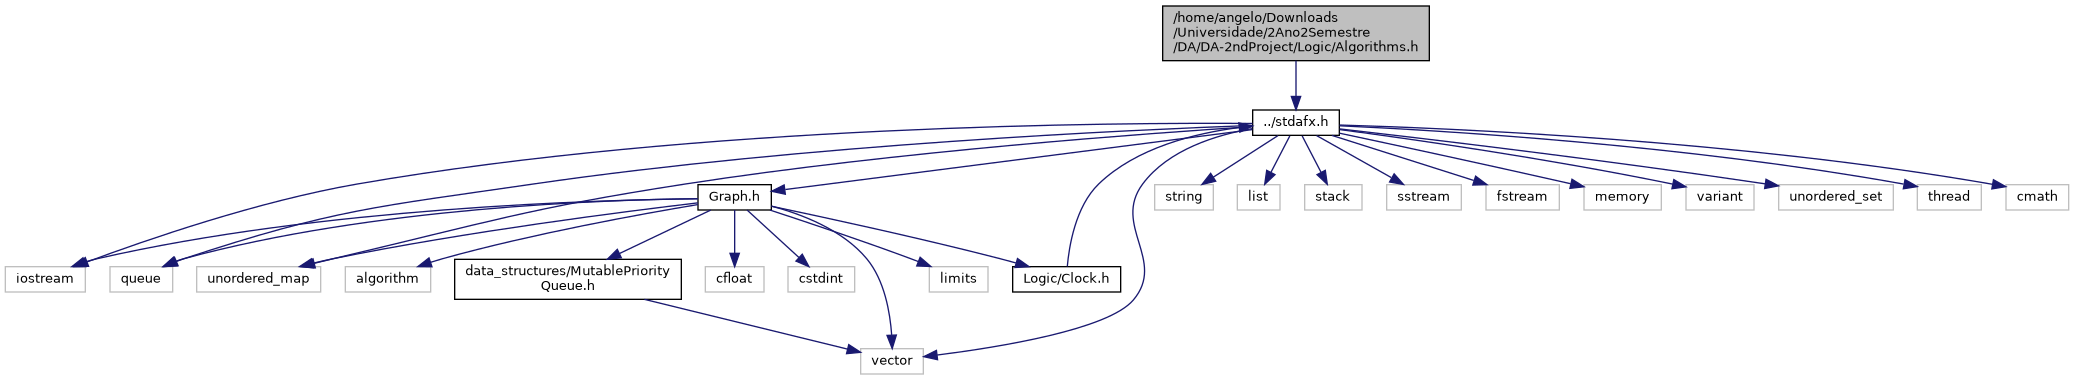 /home/angelo/Downloads
/Universidade/2Ano2Semestre
/DA/DA-2ndProject/Logic/Algorithms.h
../stdafx.h
Graph.h
string
list
stack
sstream
fstream
memory
variant
unordered_set
thread
cmath
iostream
queue
unordered_map
algorithm
data_structures/MutablePriority
Queue.h
cfloat
cstdint
limits
Logic/Clock.h
vector